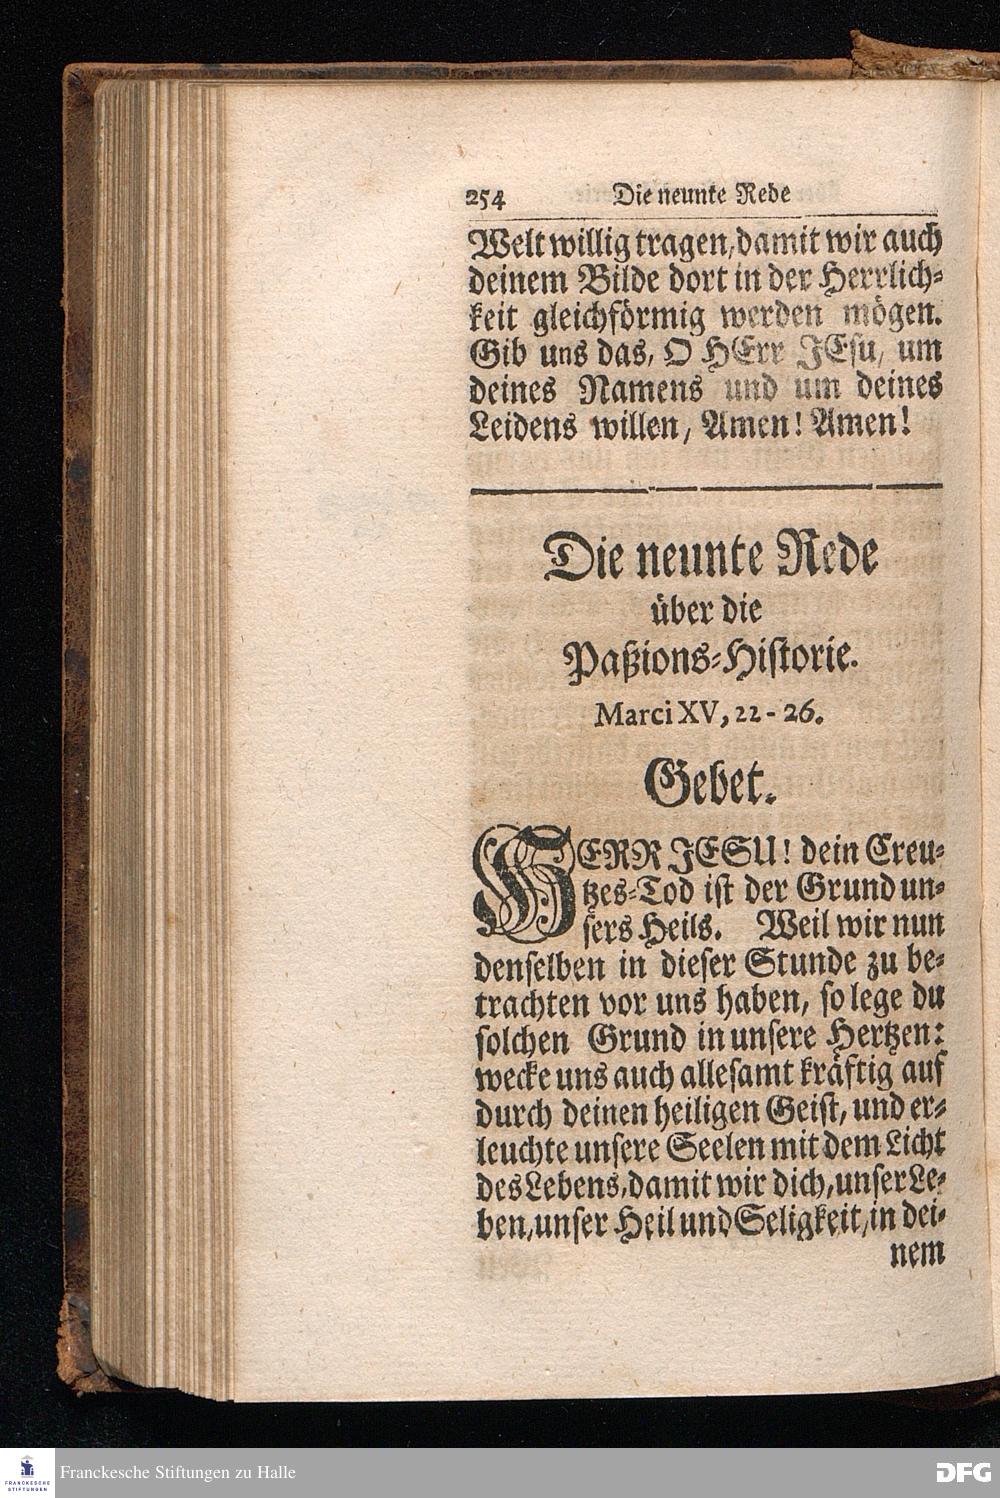 254 Die neunte Rede
Welt willig tragen, damit wir auch
deinem Bilde dort in der Herrlich-
keit gleichförmig werden mögen.
Gib uns das, O HErr JEsu, um
deines Namens und um deines
Leidens willen, Amen! Amen!
Die neunte Rede
über die
Paßions-Historie.
Marci XV, 22-26.
Gebet.
HERR JESU! dein Creu-
tzes-Tod ist der Grund un-
sers Heils. Weil wir nun
denselben in dieser Stunde zu be-
trachten vor uns haben, so lege du
solchen Grund in unsere Hertzen:
wecke uns auch allesamt kräftig auf
durch deinen heiligen Geist, und er-
leuchte unsere Seelen mit dem Licht
des Lebens, damit wir dich, unser Le-
ben, unser Heil und Seligkeit, in dei-
nem
FRANCKESCHE
STIFTUNGEN
Franckesche Stiftungen zu Halle
DFG